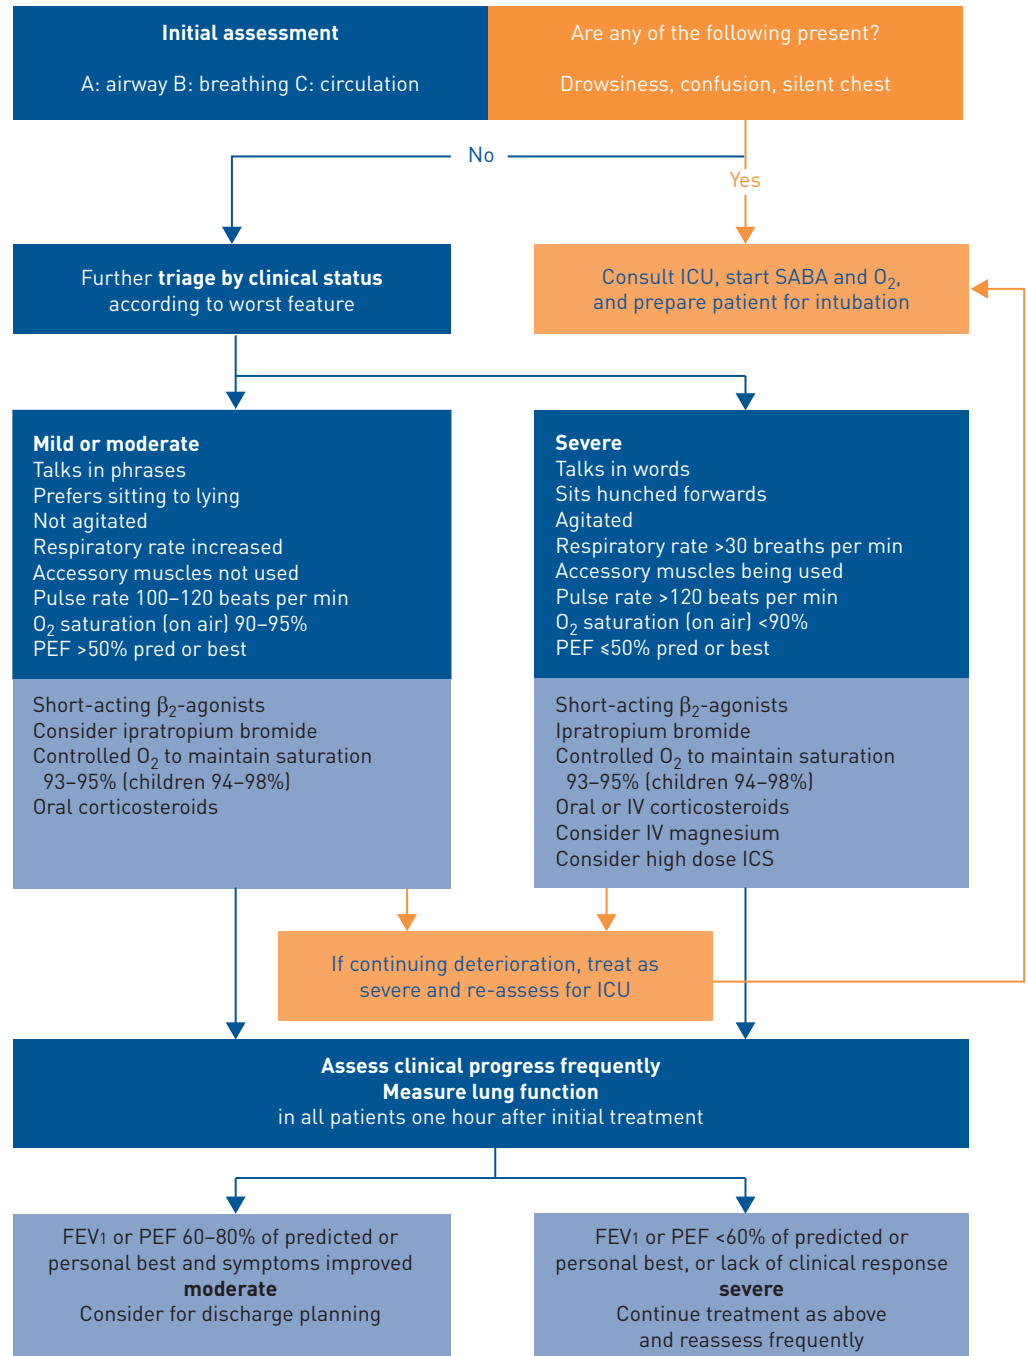 Initial assessment
A: airway B: breathing C: circulation
Are any of the following present?
Drowsiness, confusion, silent chest
No
Yes
Further triage by clinical status
according to worst feature
Consult ICU, start SABA and O₂,
and prepare patient for intubation
Mild or moderate
Talks in phrases
Prefers sitting to lying
Not agitated
Respiratory rate increased
Accessory muscles not used
Pulse rate 100–120 beats per min
O₂ saturation (on air) 90–95%
PEF >50% pred or best
Severe
Talks in words
Sits hunched forwards
Agitated
Respiratory rate >30 breaths per min
Accessory muscles being used
Pulse rate >120 beats per min
O₂ saturation (on air) <90%
PEF ⩽50% pred or best
Short-acting β₂-agonists
Consider ipratropium bromide
Controlled O₂ to maintain saturation
93–95% (children 94–98%)
Oral corticosteroids
Short-acting β₂-agonists
Ipratropium bromide
Controlled O₂ to maintain saturation
93–95% (children 94–98%)
Oral or IV corticosteroids
Consider IV magnesium
Consider high dose ICS
If continuing deterioration, treat as
severe and re-assess for ICU
Assess clinical progress frequently
Measure lung function
in all patients one hour after initial treatment
FEV1 or PEF 60–80% of predicted or
personal best and symptoms improved
moderate
Consider for discharge planning
FEV1 or PEF <60% of predicted or
personal best, or lack of clinical response
severe
Continue treatment as above
and reassess frequently